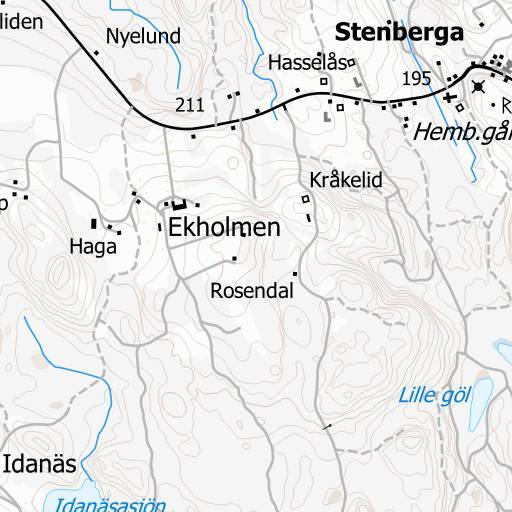 liden
Nyelund
Stenberga
Hasselås
195
211
R
Hemb.går
Kråkelid
p
Ekholmen
Haga
Rosendal
Lille göl
Idanäs
Idanäsasjön